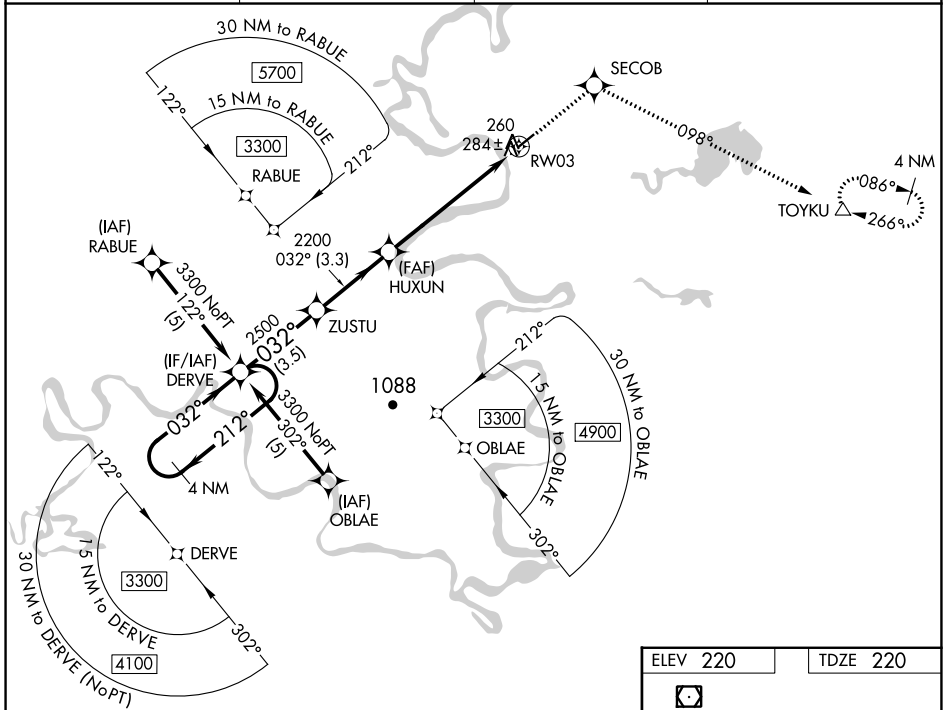 30 NM to RABUE
5700
15 NM to RABUE
3300
122°
212°
RABUE
SECOB
260
284±
RW03
098°
4 NM
086°
266°
TOYKU
(IAF)
RABUE
3300 NoPT
122°
(5)
2200
032° (3.3)
(FAF)
HUXUN
ZUSTU
2500
032°
(3.5)
(IF/IAF)
DERVE
032°
212°
4 NM
3300 NoPT
302°
(5)
(IAF)
OBLAE
1088
212°
30 NM to OBLAE
15 NM to OBLAE
3300
4900
OBLAE
302°
122°
DERVE
3300
15 NM to DERVE
302°
4100
30 NM to DERVE (NoPT)
ELEV 220
TDZE 220